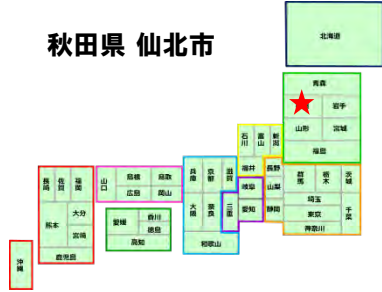 秋田県 仙北市
北海道
青森
岩手
山形 宮城
福島
石川 富山 新潟
福井 長野
岐阜 山梨
愛知 静岡
三重
群馬 栃木 茨城
埼玉
東京
千葉
神奈川
兵庫 京都 滋賀
大阪 奈良
和歌山
山口 島根 鳥取
広島 岡山
愛媛 香川
徳島
高知
長崎 佐賀 福岡
大分
熊本
宮崎
鹿児島
沖縄